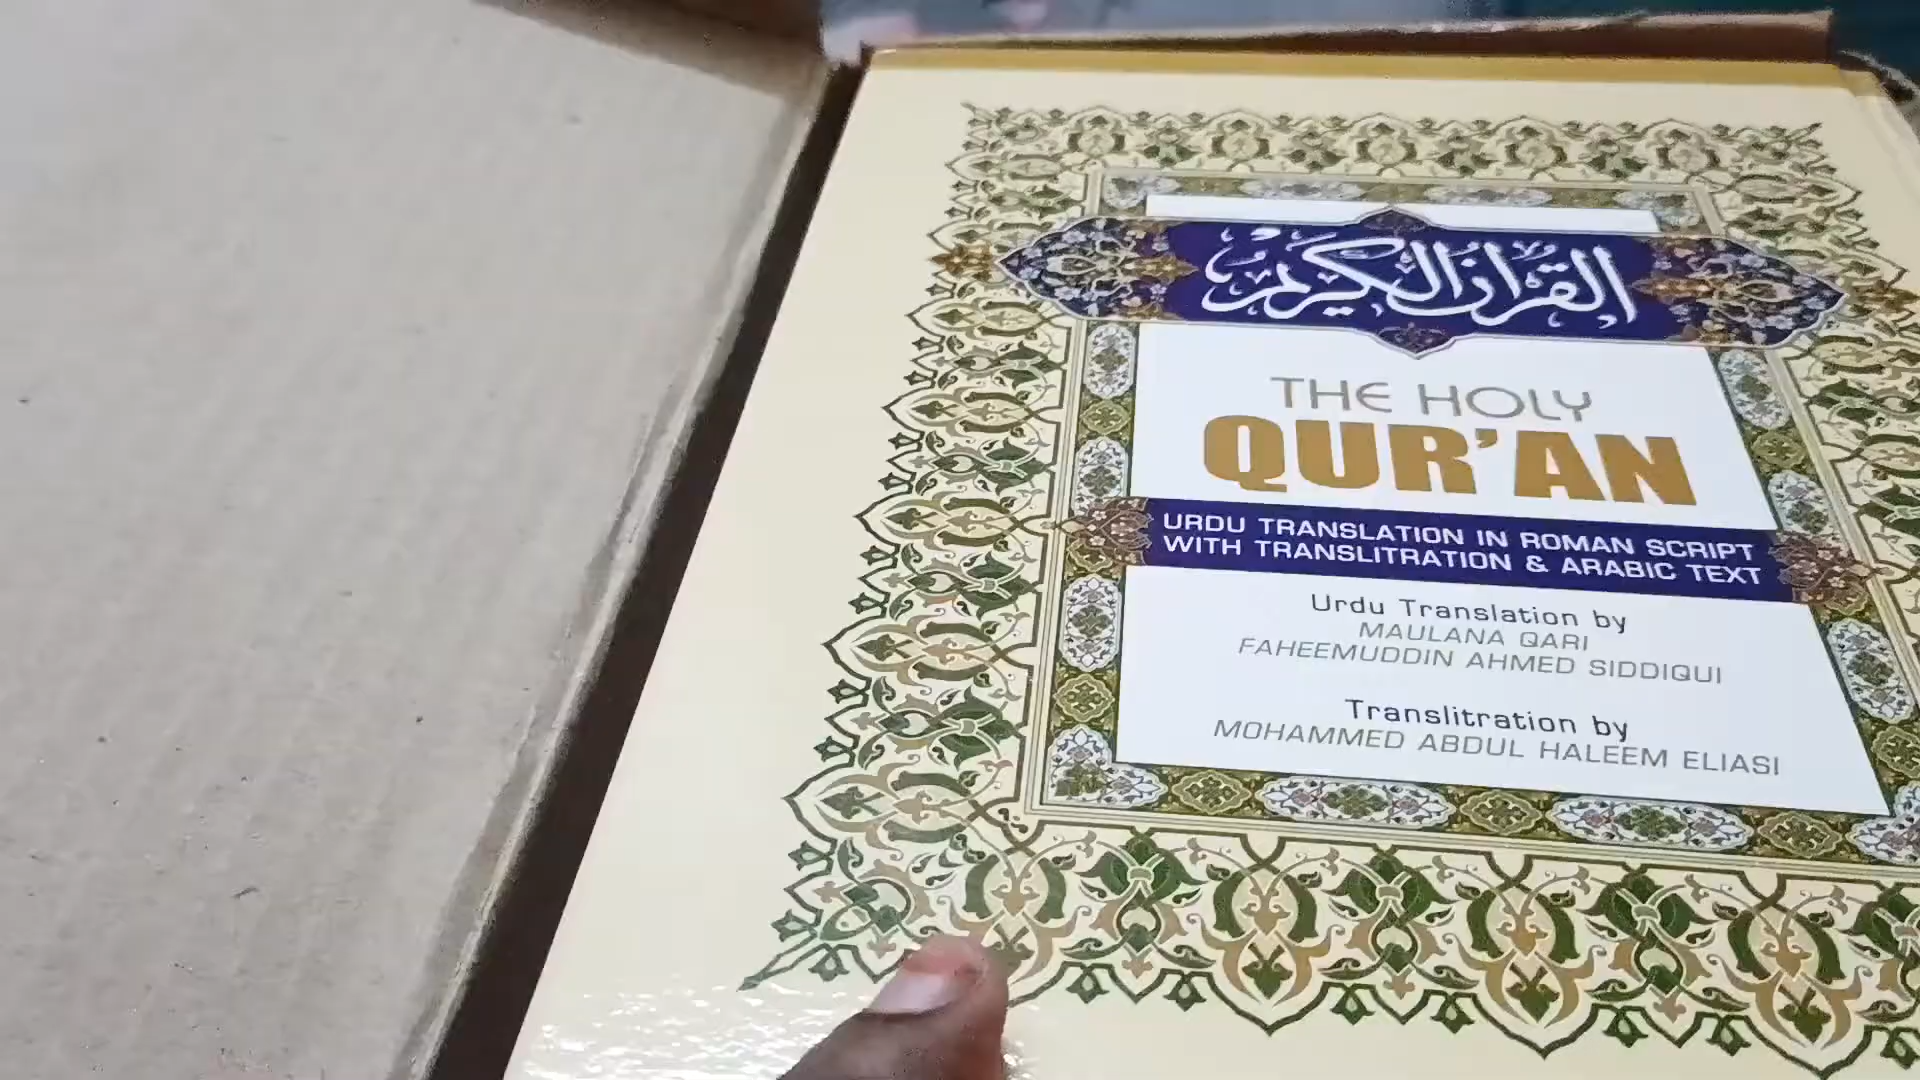 القرآن الكريم
THE HOLY
QUR'AN
URDU TRANSLATION IN ROMAN SCRIPT
WITH TRANSLITRATION & ARABIC TEXT
Urdu Translation by
MAULANA QARI
FAHEEMUDDIN AHMED SIDDIQUI
Translitration by
MOHAMMED ABDUL HALEEM ELIASI